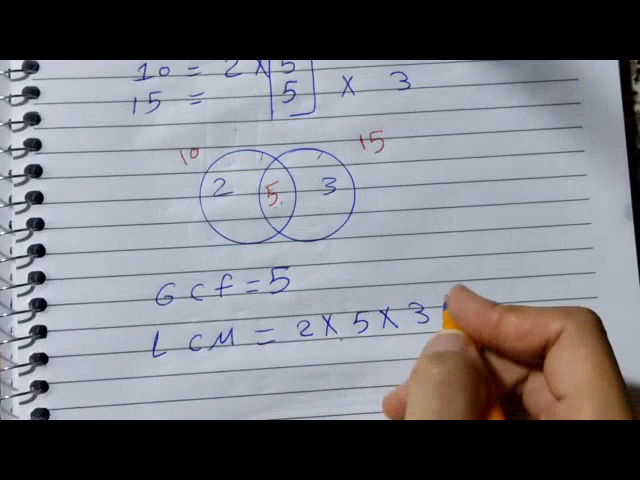 10 = 2 × 5
15 = 5 × 3
10 15
2 5 3
GCf = 5
LCM = 2 × 5 × 3